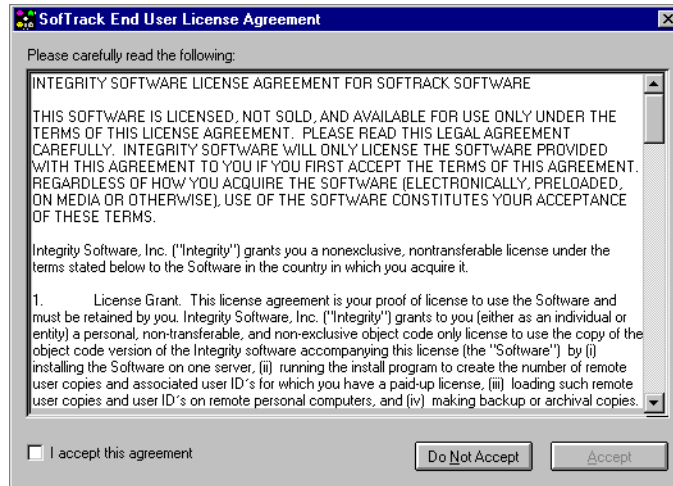 SofTrack End User License Agreement
Please carefully read the following:
INTEGRITY SOFTWARE LICENSE AGREEMENT FOR SOFTRACK SOFTWARE
THIS SOFTWARE IS LICENSED, NOT SOLD, AND AVAILABLE FOR USE ONLY UNDER THE
TERMS OF THIS LICENSE AGREEMENT.  PLEASE READ THIS LEGAL AGREEMENT
CAREFULLY.  INTEGRITY SOFTWARE WILL ONLY LICENSE THE SOFTWARE PROVIDED
WITH THIS AGREEMENT TO YOU IF YOU FIRST ACCEPT THE TERMS OF THIS AGREEMENT.
REGARDLESS OF HOW YOU ACQUIRE THE SOFTWARE (ELECTRONICALLY, PRELOADED,
ON MEDIA OR OTHERWISE), USE OF THE SOFTWARE CONSTITUTES YOUR ACCEPTANCE
OF THESE TERMS.
Integrity Software, Inc. ("Integrity") grants you a nonexclusive, nontransferable license under the
terms stated below to the Software in the country in which you acquire it.
1. License Grant.  This license agreement is your proof of license to use the Software and
must be retained by you. Integrity Software, Inc. ("Integrity") grants to you (either as an individual or
entity) a personal, non-transferable, and non-exclusive object code only license to use the copy of the
object code version of the Integrity software accompanying this license (the "Software")  by (i)
installing the Software on one server, (ii)  running the install program to create the number of remote
user copies and associated user ID´s for which you have a paid-up license, (iii)  loading such remote
user copies and user ID´s on remote personal computers, and (iv)  making backup or archival copies.
I accept this agreement
Do Not Accept
Accept